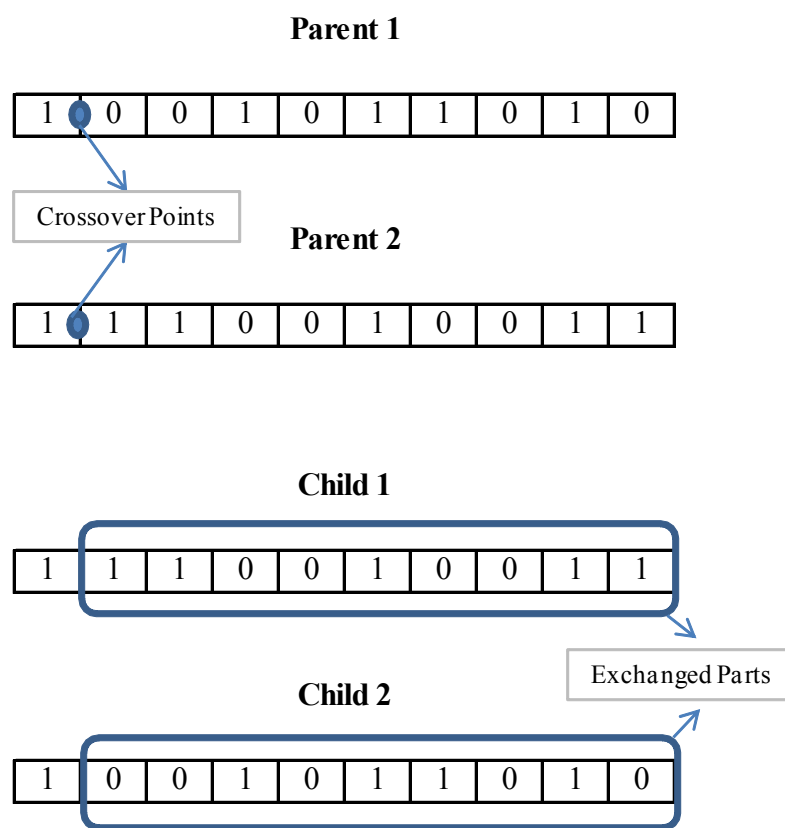 Parent 1
1 0 0 1 0 1 1 0 1 0
Crossover Points
Parent 2
1 1 1 0 0 1 0 0 1 1
Child 1
1 1 1 0 0 1 0 0 1 1
Exchanged Parts
Child 2
1 0 0 1 0 1 1 0 1 0